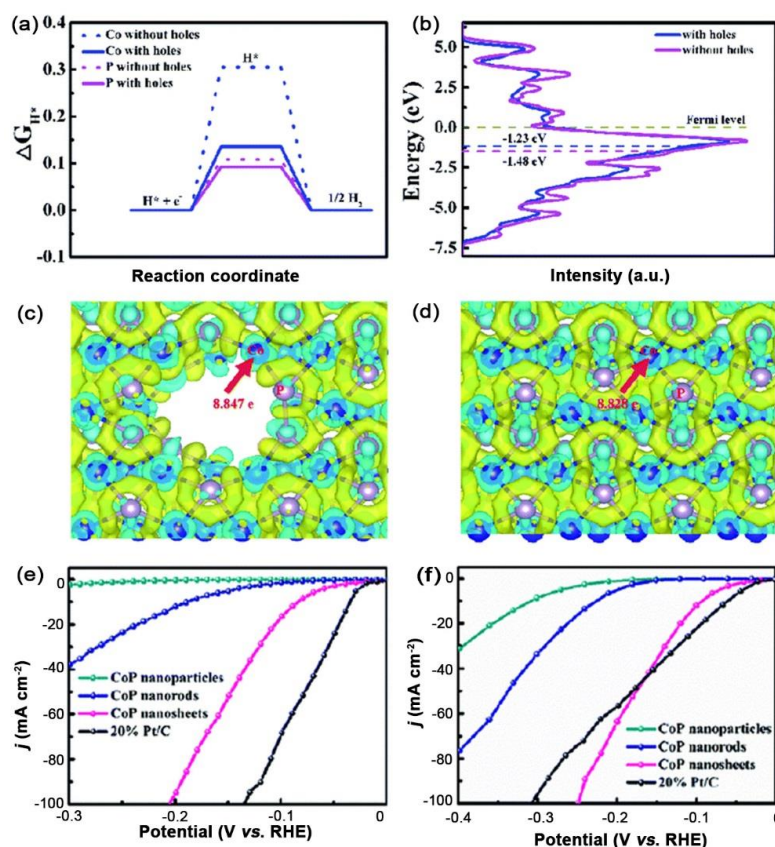 (a)
0.4
0.3
0.2
0.1
0.0
-0.1
ΔG_H*
Co without holes
Co with holes
P without holes
P with holes
H*
H* + e-
1/2 H2
Reaction coordinate
(b)
5.0
2.5
0.0
-2.5
-5.0
-7.5
Energy (eV)
with holes
without holes
Fermi level
-1.23 eV
-1.48 eV
Intensity (a.u.)
(c)
Co
P
8.847 e
(d)
Co
P
8.828 e
(e)
0
-20
-40
-60
-80
-100
j (mA cm-2)
CoP nanoparticles
CoP nanorods
CoP nanosheets
20% Pt/C
-0.3
-0.2
-0.1
0
Potential (V vs. RHE)
(f)
0
-20
-40
-60
-80
-100
j (mA cm-2)
CoP nanoparticles
CoP nanorods
CoP nanosheets
20% Pt/C
-0.4
-0.3
-0.2
-0.1
0
Potential (V vs. RHE)